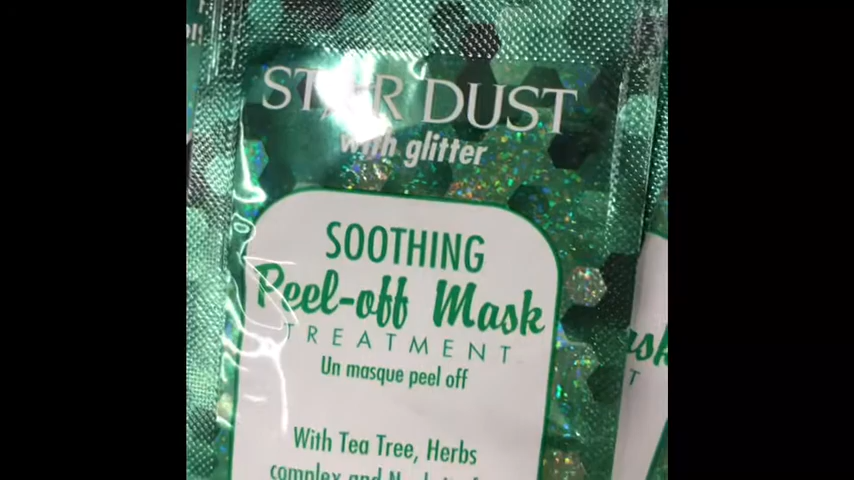 STAR DUST
with glitter
SOOTHING
Peel-off Mask
TREATMENT
Un masque peel off
With Tea Tree, Herbs
complex and